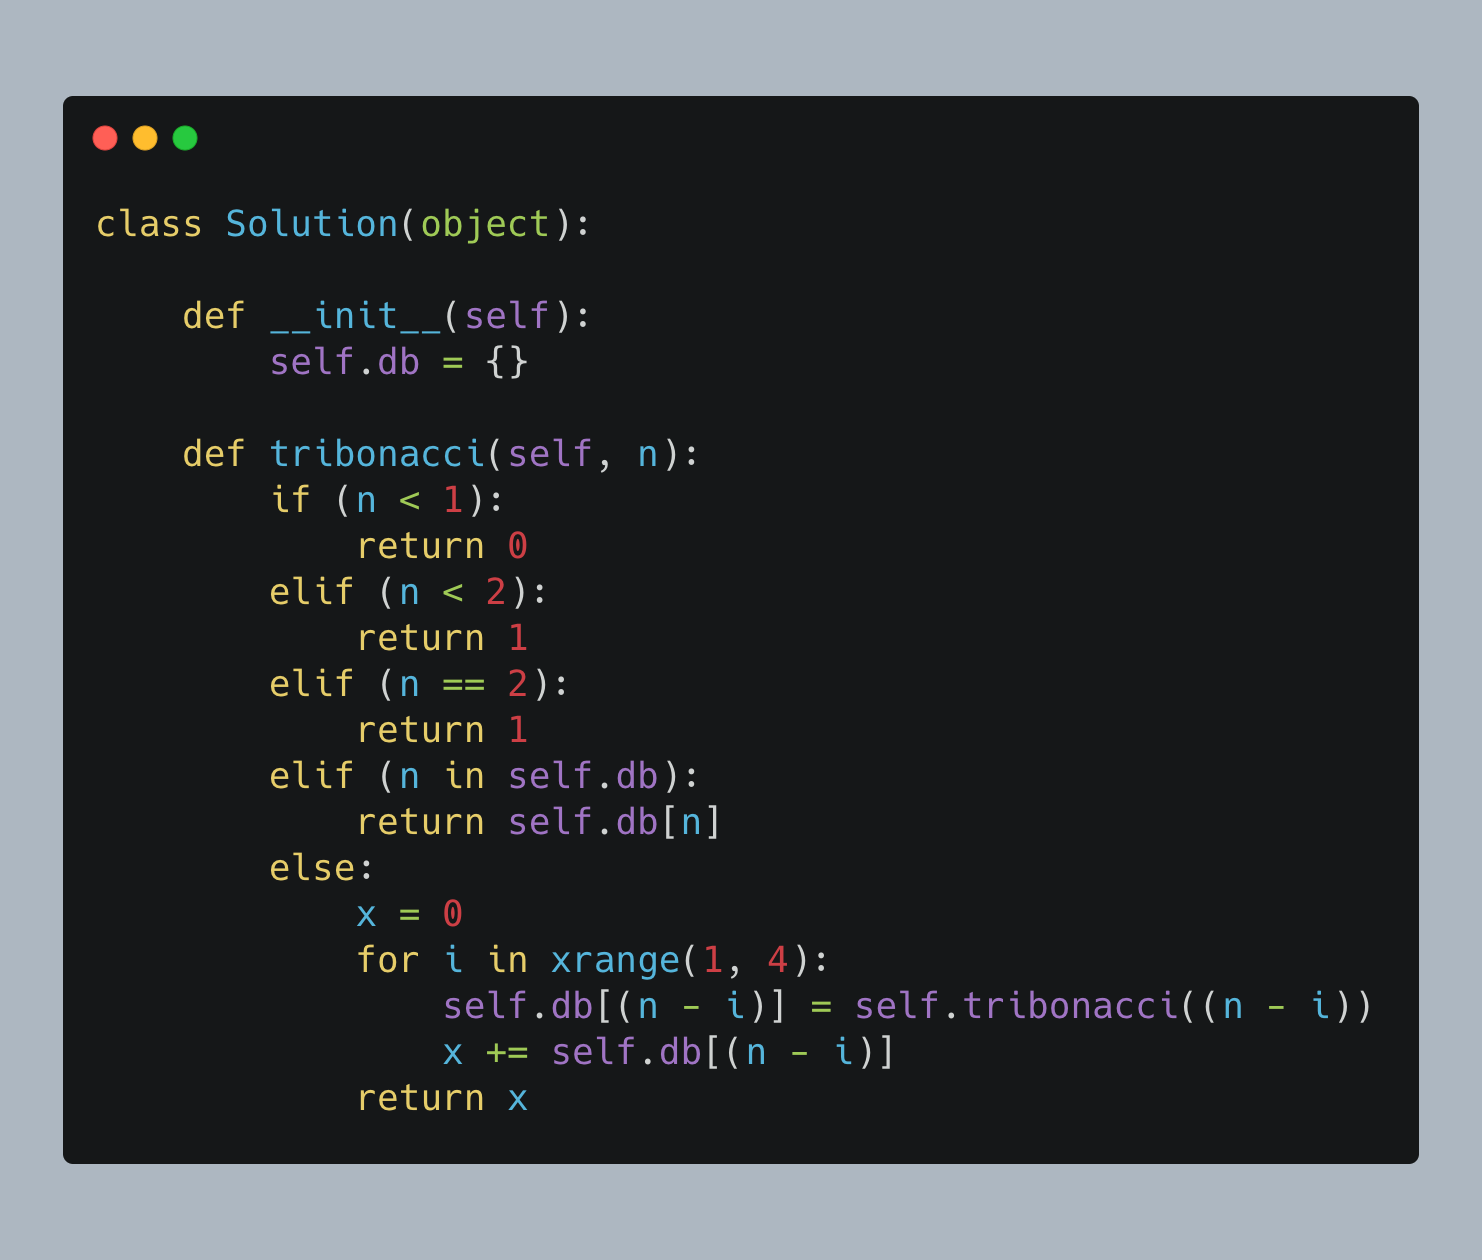 class Solution(object):

    def __init__(self):
        self.db = {}

    def tribonacci(self, n):
        if (n < 1):
            return 0
        elif (n < 2):
            return 1
        elif (n == 2):
            return 1
        elif (n in self.db):
            return self.db[n]
        else:
            x = 0
            for i in xrange(1, 4):
                self.db[(n - i)] = self.tribonacci((n - i))
                x += self.db[(n - i)]
            return x